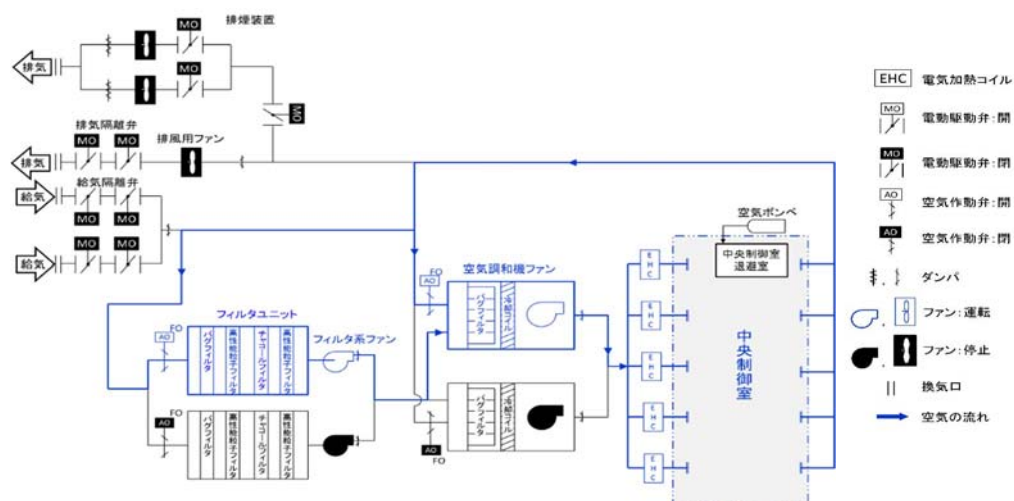 排煙装置
MO
MO
排気
MO
排気隔離弁
排風用ファン
MO
MO
排気
給気隔離弁
給気
MO
MO
MO
MO
給気
空気ボンベ
中央制御室
退避室
FO
AO
空気調和機ファン
バグフィルタ
冷却コイル
フィルタユニット
FO
AO
バグフィルタ
高性能粒子フィルタ
チャコールフィルタ
高性能粒子フィルタ
フィルタ系ファン
FO
AO
バグフィルタ
高性能粒子フィルタ
チャコールフィルタ
高性能粒子フィルタ
バグフィルタ
冷却コイル
AO
FO
EHC
EHC
EHC
EHC
EHC
中央制御室
EHC 電気加熱コイル
MO 電動駆動弁:開
MO 電動駆動弁:閉
AO 空気作動弁:開
AO 空気作動弁:閉
, ダンパ
, ファン:運転
, ファン:停止
換気口
空気の流れ